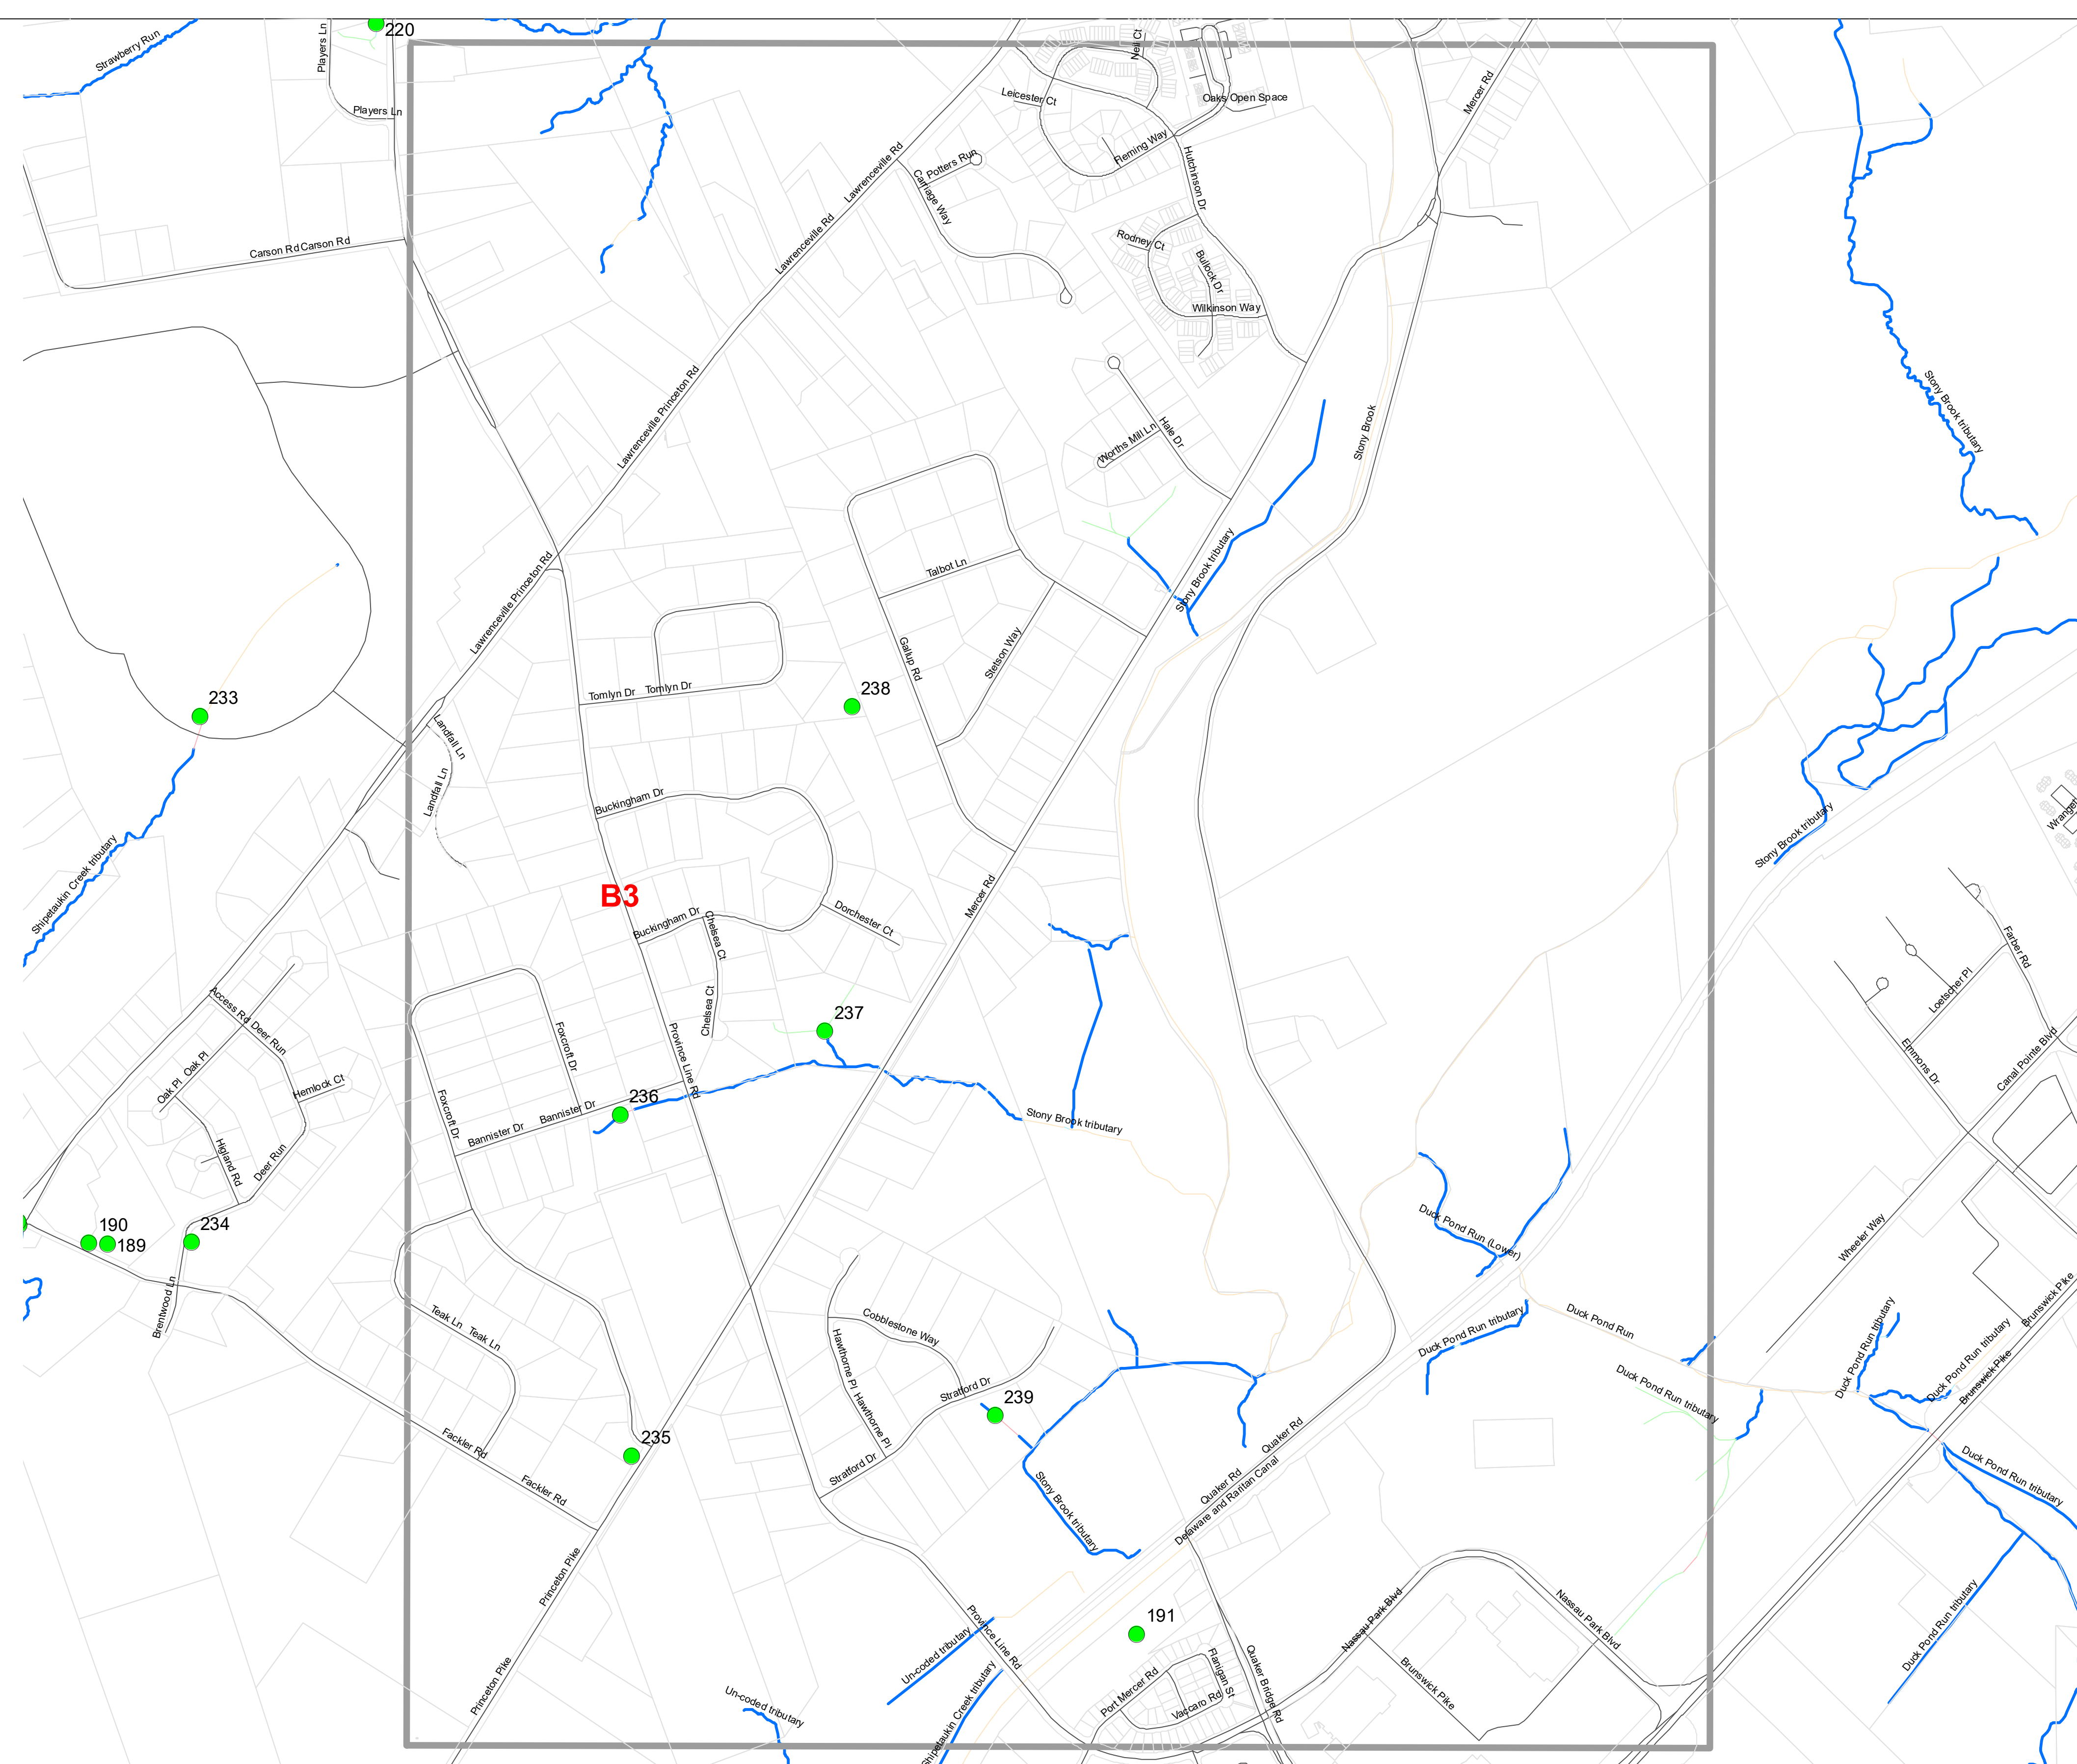 220
Strawberry Run
Players Ln
Players Ln
Neil Ct
Leicester Ct
Oaks Open Space
Mercer Rd
Fleming Way
Lawrenceville Rd
Potters Run
Carriage Way
Hutchinson Dr
Lawrenceville Rd
Carson Rd Carson Rd
Rodney Ct
Bullock Dr
Wilkinson Way
Lawrenceville Princeton Rd
Stony Brook
Stony Brook tributary
Hale Dr
Worths Mill Ln
Lawrenceville Princeton Rd
Talbot Ln
Stony Brook tributary
Gallup Rd
Stetson Way
Tomlyn Dr Tomlyn Dr
238
233
Landfall Ln
Landfall Ln
Buckingham Dr
Stony Brook tributary
Shipetaukin Creek tributary
B3
Mercer Rd
Buckingham Dr
Chelsea Ct
Dorchester Ct
Farber Rd
Loetscher Pl
Access Rd
Deer Run
Foxcroft Dr
Chelsea Ct
237
Province Line Rd
Emmons Dr
Canal Pointe Blvd
Oak Pl Oak Pl
Hemlock Ct
236
Foxcroft Dr
Bannister Dr
Bannister Dr
Stony Brook tributary
Higland Rd
Deer Run
190
189
234
Duck Pond Run (Lower)
Wheeler Way
Brentwood Ln
Teak Ln Teak Ln
Cobblestone Way
Hawthorne Pl Hawthorne Pl
Duck Pond Run tributary
Duck Pond Run
Duck Pond Run tributary
Duck Pond Run tributary
Brunswick Pike
Brunswick Pike
Duck Pond Run tributary
Stratford Dr
239
235
Fackler Rd
Fackler Rd
Stratford Dr
Stony Brook tributary
Quaker Rd
Quaker Rd
Delaware and Raritan Canal
Duck Pond Run tributary
Princeton Pike
Province Line Rd
191
Nassau Park Blvd
Nassau Park Blvd
Duck Pond Run tributary
Un-coded tributary
Princeton Pike
Un-coded tributary
Shipetaukin Creek tributary
Port Mercer Rd
Flanigan St
Vaccaro Rd
Quaker Bridge Rd
Brunswick Pike